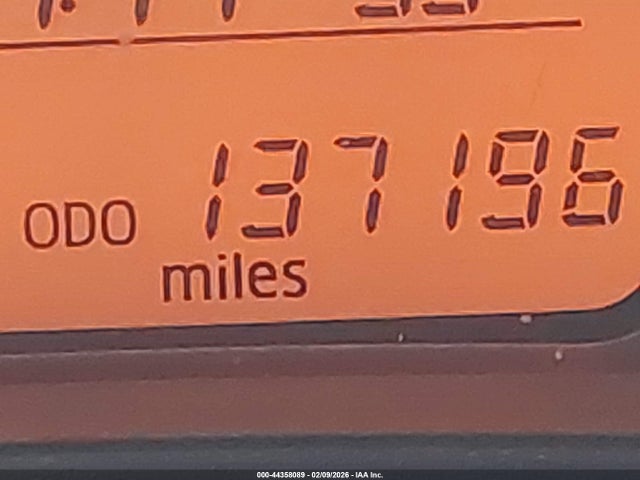 ODO 137196
miles
000-44358089 - 02/09/2026 - IAA Inc.